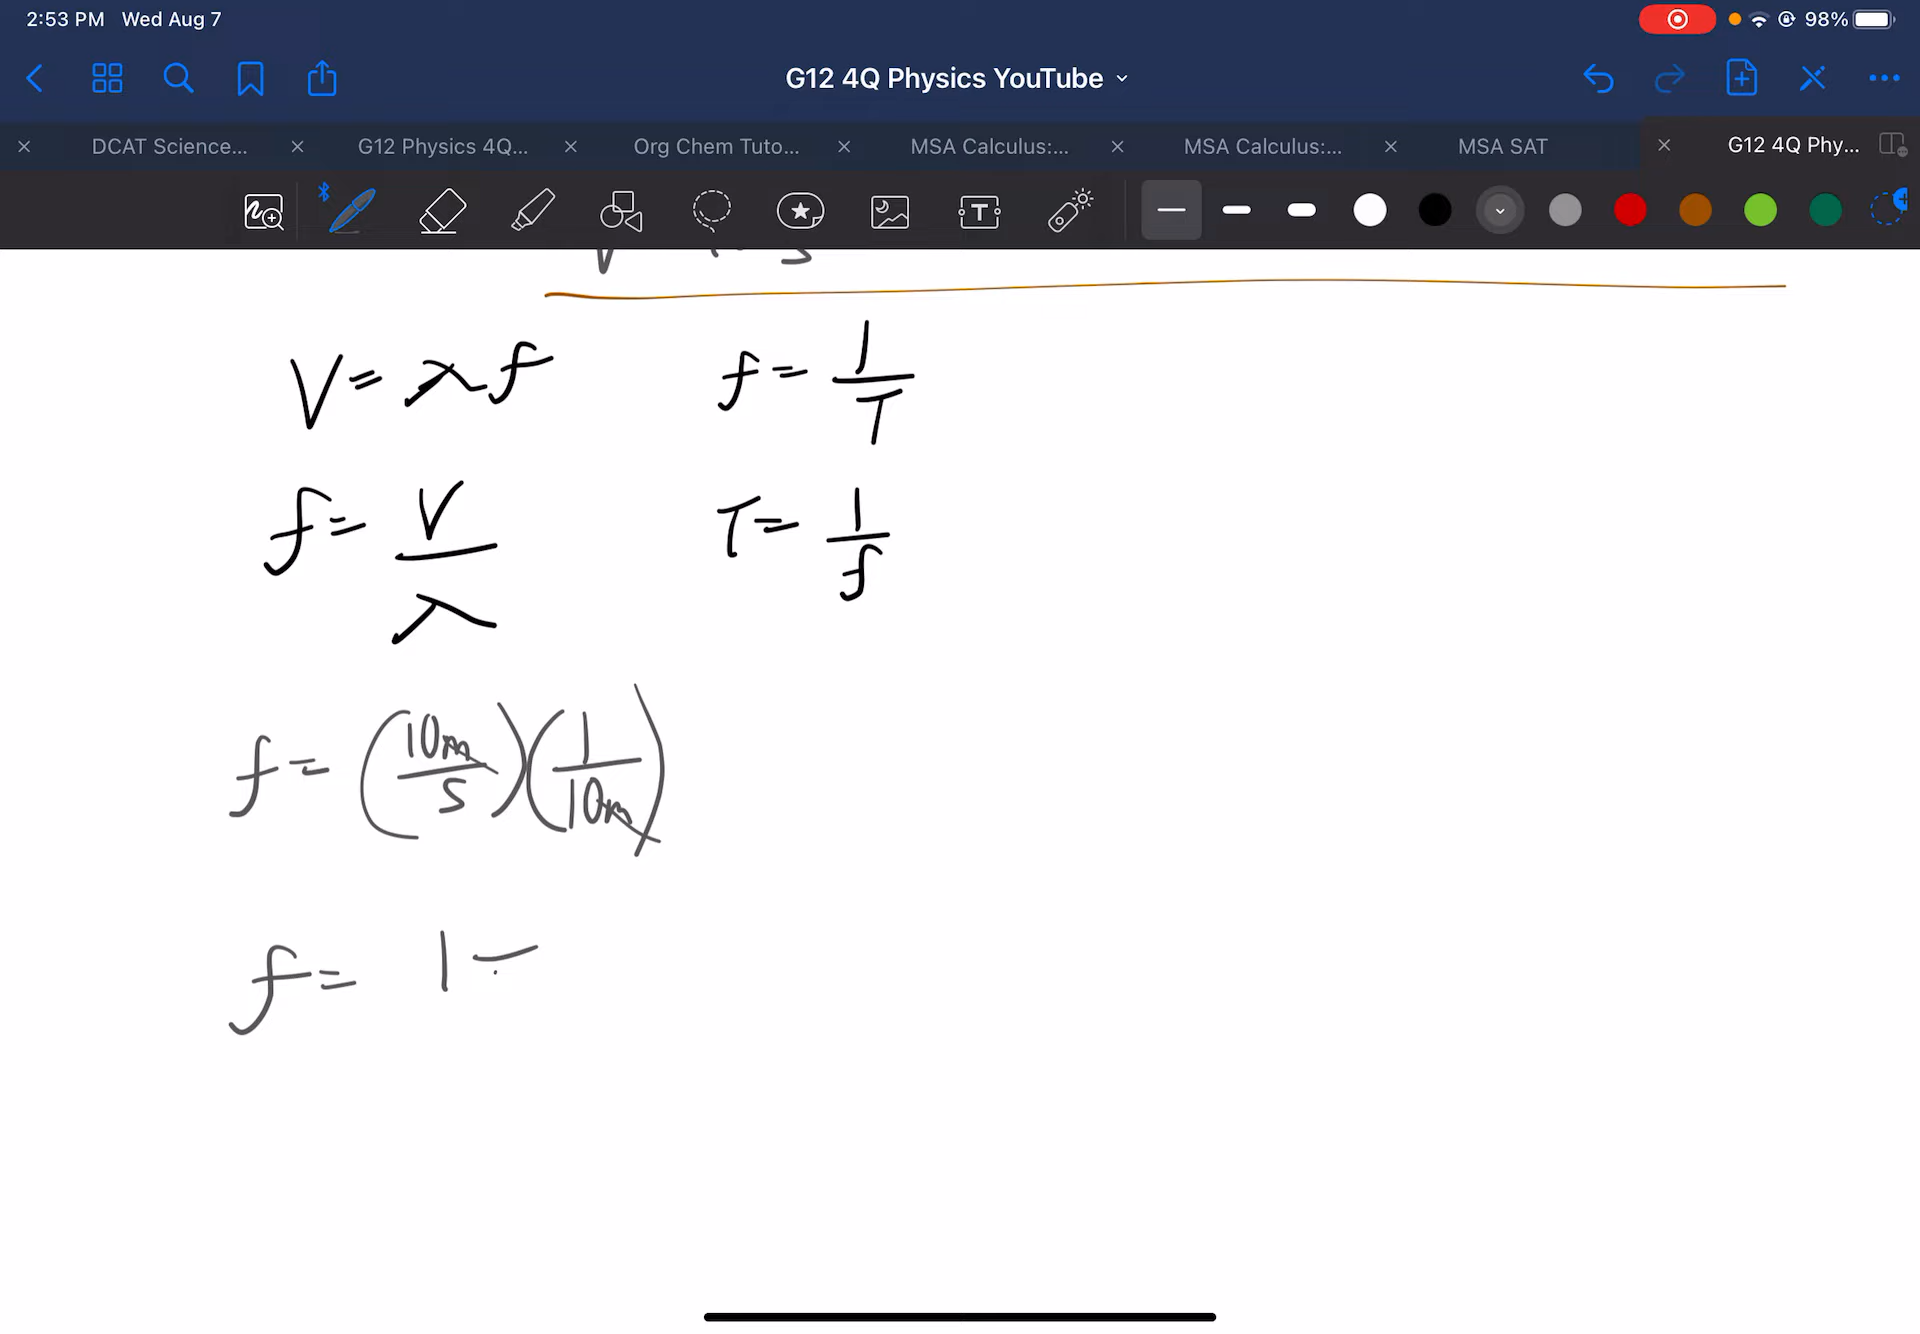 2:53 PM Wed Aug 7
98%
G12 4Q Physics YouTube
DCAT Science...
G12 Physics 4Q...
Org Chem Tuto...
MSA Calculus:...
MSA Calculus:...
MSA SAT
G12 4Q Phy...
V = λf
f = 1/T
f = V/λ
T = 1/f
f = (10m/s)(1/10m)
f = 1